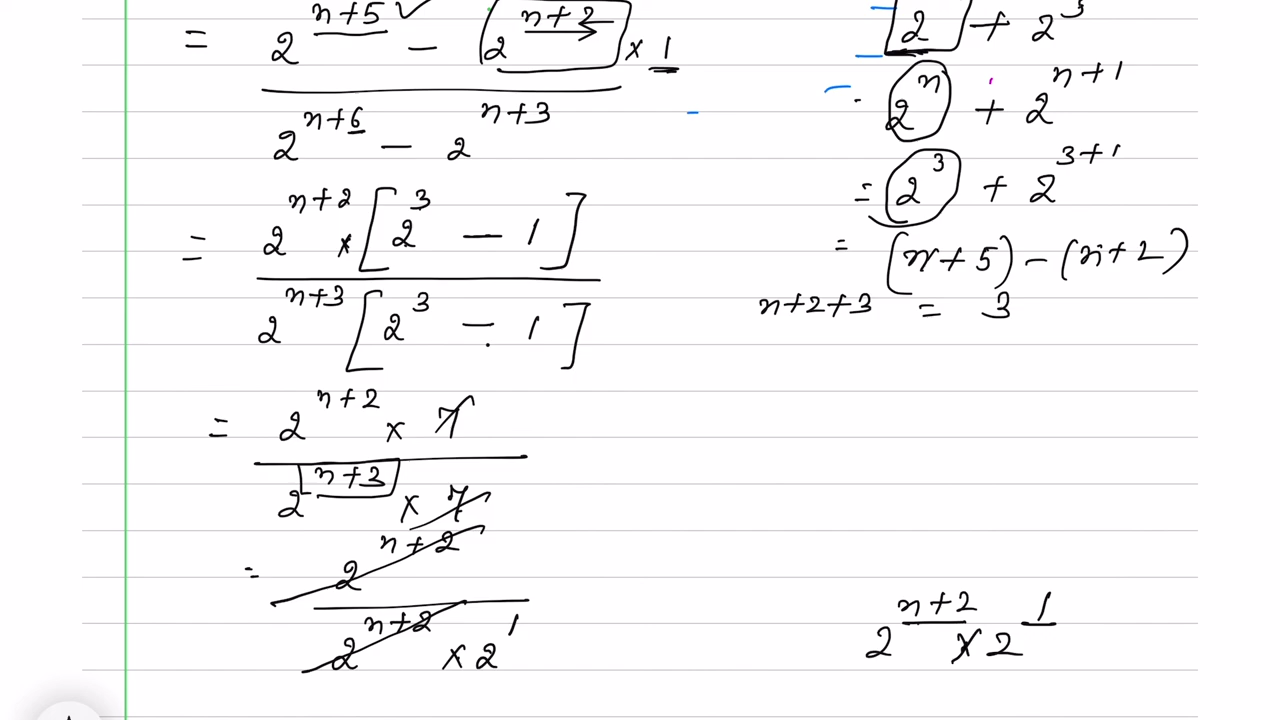 = 2^{n+5} ✓ − 2^{n+2} × 1
2^{n+6} − 2^{n+3}
= 2^{n+2} × [2^3 − 1]
2^{n+3} [2^3 − 1]
= 2^{n+2} × 7
2^{n+3} × 7
= 2^{n+2}
2^{n+2} × 2^1
2 + 2^3
2^n + 2^{n+1}
= 2^3 + 2^{3+1}
= (n+5) − (n+2)
n+2+3 = 3
2^{n+2} × 2^1